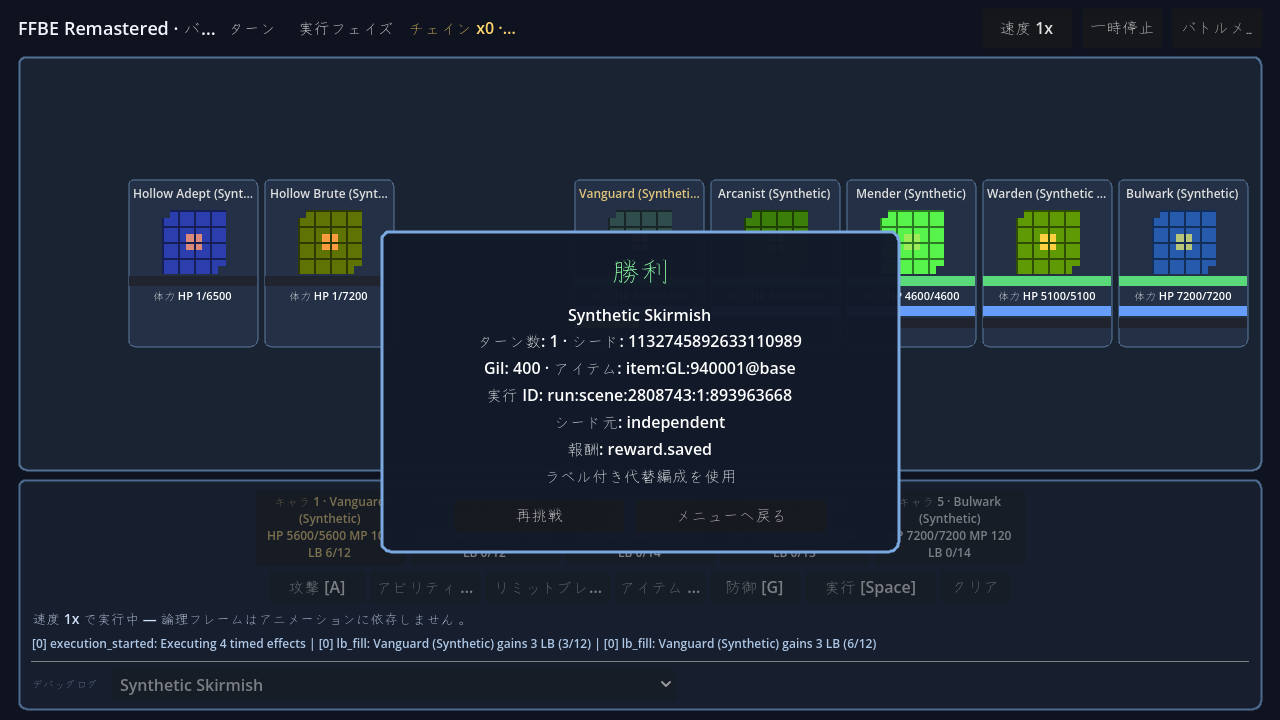 FFBE Remastered · バ... ターン 実行フェイズ チェイン x0 ·... 速度 1x 一時停止 バトルメ_
Hollow Adept (Synt... Hollow Brute (Synt... Vanguard (Syntheti... Arcanist (Synthetic) Mender (Synthetic) Warden (Synthetic ... Bulwark (Synthetic)
体力 HP 1/6500 体力 HP 1/7200 4600/4600 体力 HP 5100/5100 体力 HP 7200/7200
勝利
Synthetic Skirmish
ターン数: 1 · シード: 1132745892633110989
Gil: 400 · アイテム: item:GL:940001@base
実行 ID: run:scene:2808743:1:893963668
シード元: independent
報酬: reward.saved
ラベル付き代替編成を使用
再挑戦 メニューへ戻る
キャラ 1 · Vanguard キャラ 5 · Bulwark
(Synthetic) (Synthetic)
HP 5600/5600 MP 7200/7200 MP 120
LB 6/12 LB 0/12 LB 0/14 LB 0/13 LB 0/14
攻撃 [A] アビリティ ... リミットブレ... アイテム ... 防御 [G] 実行 [Space] クリア
速度 1x で実行中 — 論理フレームはアニメーションに依存しません。
[0] execution_started: Executing 4 timed effects | [0] lb_fill: Vanguard (Synthetic) gains 3 LB (3/12) | [0] lb_fill: Vanguard (Synthetic) gains 3 LB (6/12)
デバッグログ Synthetic Skirmish